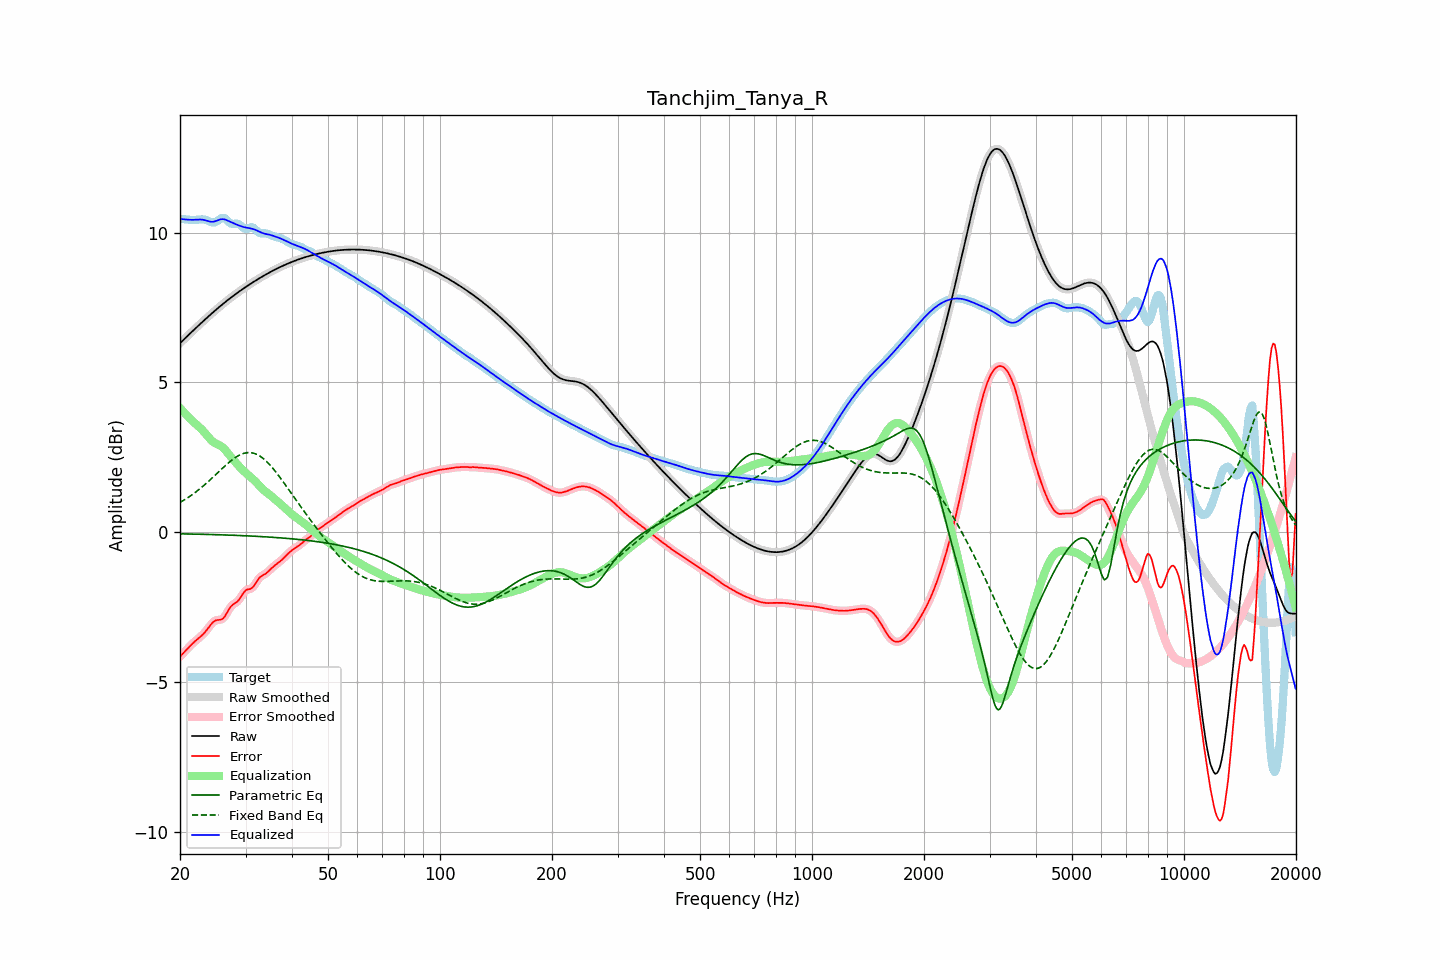 Tanchjim_Tanya_R
Amplitude (dBr)
10
5
0
−5
−10
Target
Raw Smoothed
Error Smoothed
Raw
Error
Equalization
Parametric Eq
Fixed Band Eq
Equalized
20 50 100 200 500 1000 2000 5000 10000 20000
Frequency (Hz)